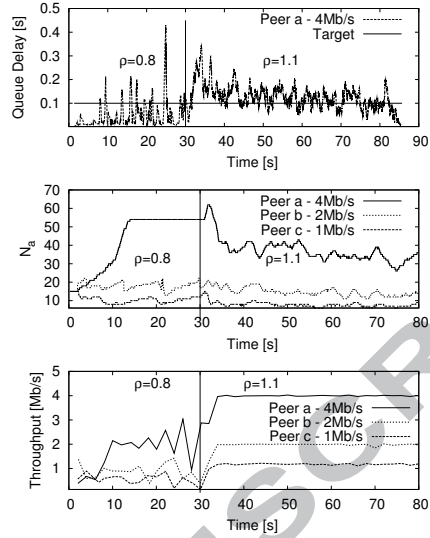 Peer a - 4Mb/s
Target
ρ=0.8
ρ=1.1
Queue Delay [s]
0.5
0.4
0.3
0.2
0.1
0 10 20 30 40 50 60 70 80 90
Time [s]
Peer a - 4Mb/s
Peer b - 2Mb/s
Peer c - 1Mb/s
ρ=0.8
ρ=1.1
Na
70
60
50
40
30
20
10
0 10 20 30 40 50 60 70 80
Time [s]
ρ=0.8
ρ=1.1
Peer a - 4Mb/s
Peer b - 2Mb/s
Peer c - 1Mb/s
Throughput [Mb/s]
5
4
3
2
1
0 10 20 30 40 50 60 70 80
Time [s]
SCR